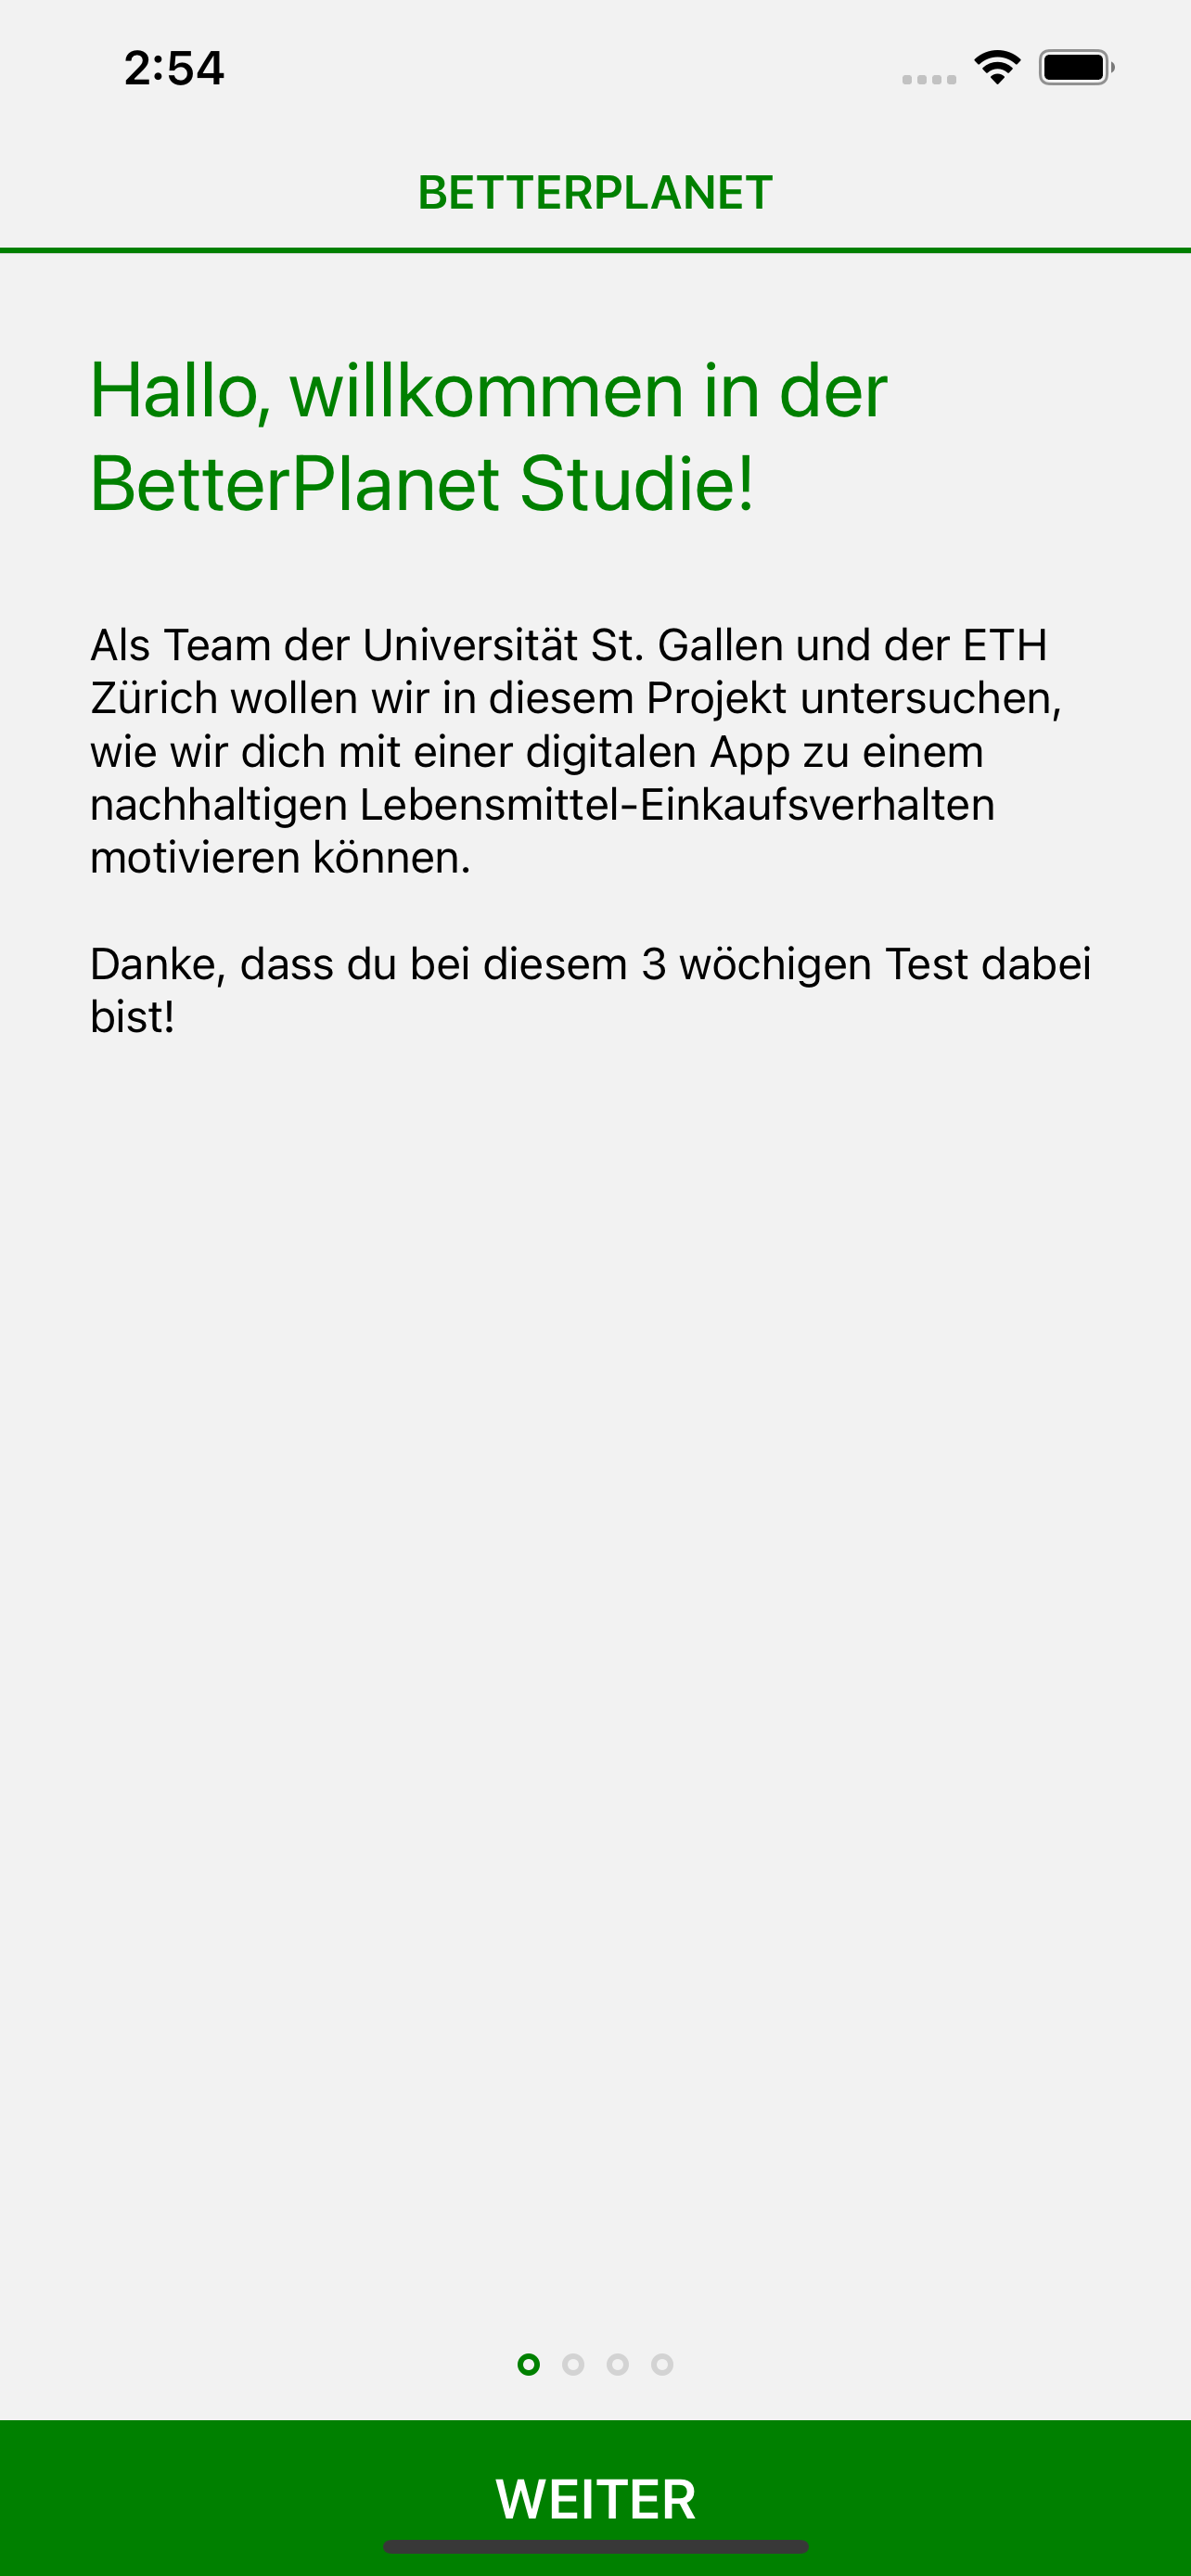 2:54
BETTERPLANET
Hallo, willkommen in der
BetterPlanet Studie!
Als Team der Universität St. Gallen und der ETH
Zürich wollen wir in diesem Projekt untersuchen,
wie wir dich mit einer digitalen App zu einem
nachhaltigen Lebensmittel-Einkaufsverhalten
motivieren können.
Danke, dass du bei diesem 3 wöchigen Test dabei
bist!
WEITER